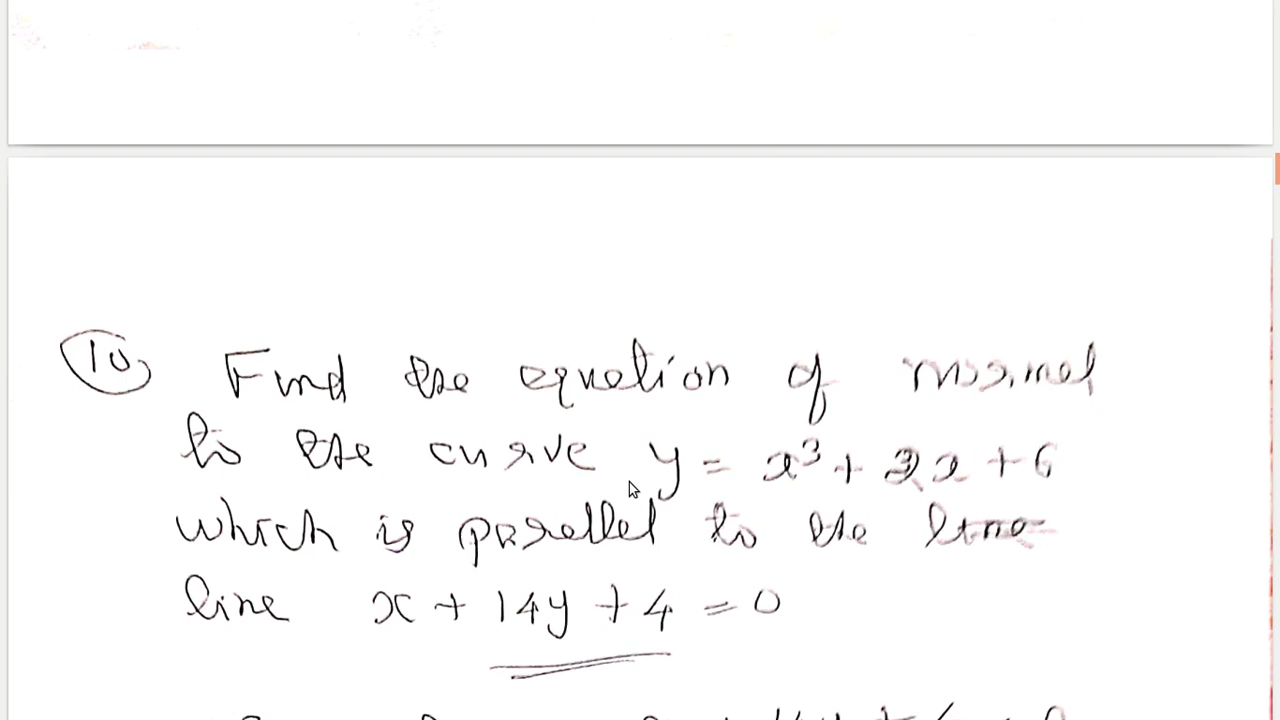 10 Find the equation of normal
to the curve y = x³ + 2x + 6
which is parallel to the line
line x + 14y + 4 = 0